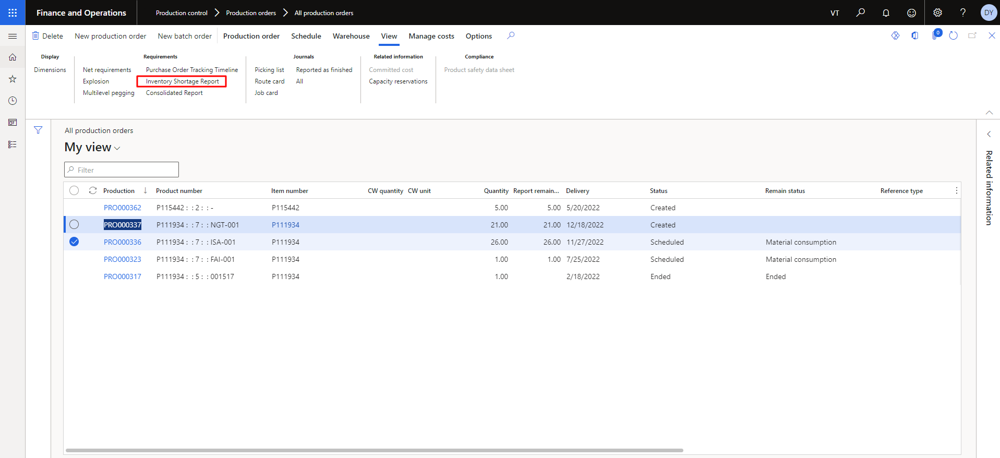 Finance and Operations
Production control > Production orders > All production orders
VT
?
DY
Delete New production order New batch order Production order Schedule Warehouse View Manage costs Options
0
Display
Dimensions
Requirements
Net requirements Purchase Order Tracking Timeline
Explosion Inventory Shortage Report
Multilevel pegging Consolidated Report
Journals
Picking list Reported as finished
Route card All
Job card
Related information
Committed cost
Capacity reservations
Compliance
Product safety data sheet
All production orders
My view
Filter
Production Product number Item number CW quantity CW unit Quantity Report remain... Delivery Status Remain status Reference type
PRO000362 P115442 : : 2 : : - P115442 5.00 5.00 5/20/2022 Created
PRO000337 P111934 : : 7 : : NGT-001 P111934 21.00 21.00 12/18/2022 Created
PRO000336 P111934 : : 7 : : ISA-001 P111934 26.00 26.00 11/27/2022 Scheduled Material consumption
PRO000323 P111934 : : 7 : : FAI-001 P111934 1.00 1.00 7/25/2022 Scheduled Material consumption
PRO000317 P111934 : : 5 : : 001517 P111934 1.00 2/18/2022 Ended Ended
Related information